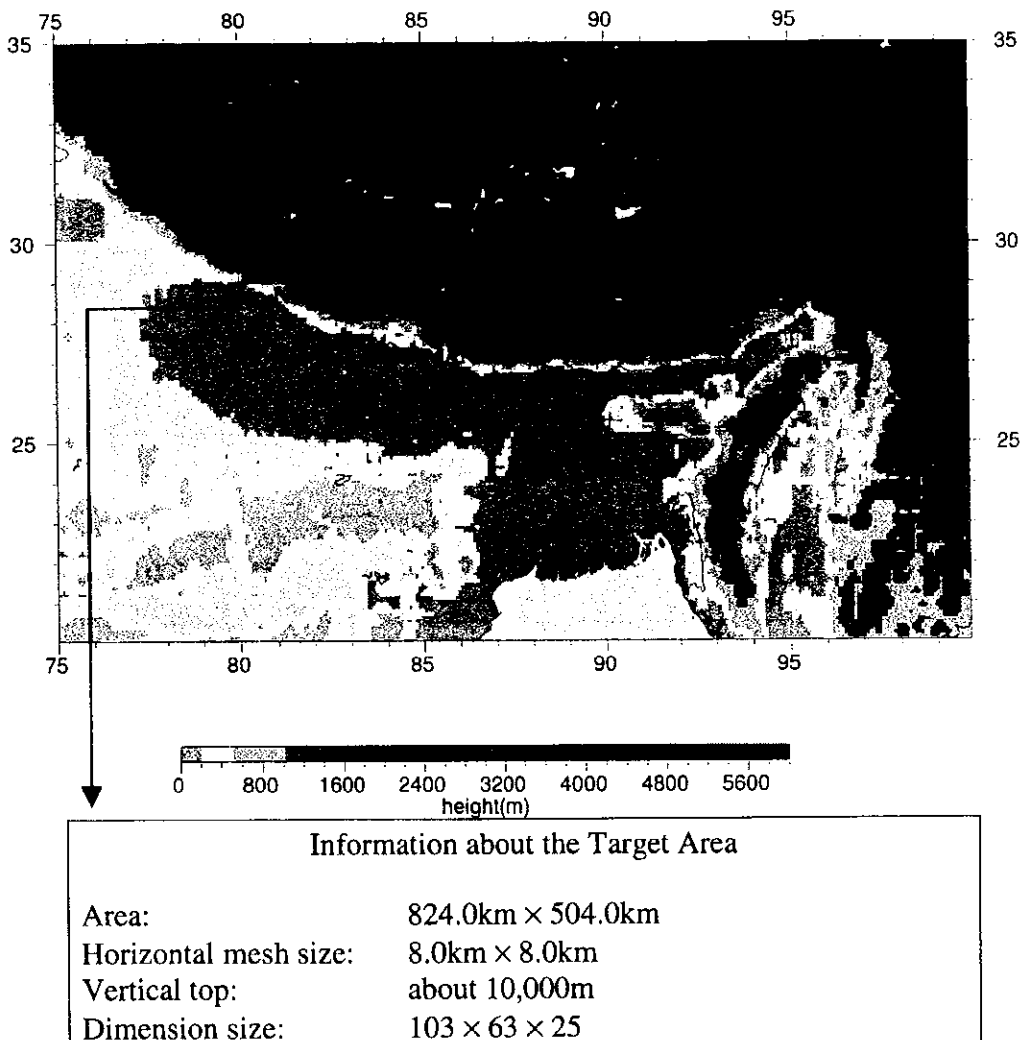 75 80 85 90 95
35 35
30 30
25 25
75 80 85 90 95
0 800 1600 2400 3200 4000 4800 5600
height(m)
Information about the Target Area
Area: 824.0km × 504.0km
Horizontal mesh size: 8.0km × 8.0km
Vertical top: about 10,000m
Dimension size: 103 × 63 × 25